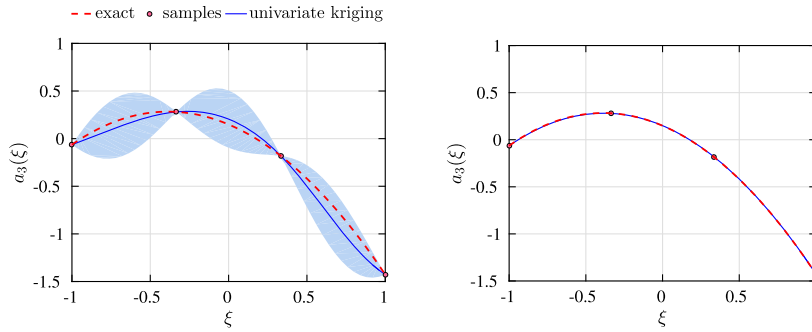 exact samples univariate kriging
1 1
0.5 0.5
0 0
-0.5 -0.5
-1 -1
-1.5 -1.5
a₃(ξ) a₃(ξ)
-1 -0.5 0 0.5 1 -1 -0.5 0 0.5
ξ ξ